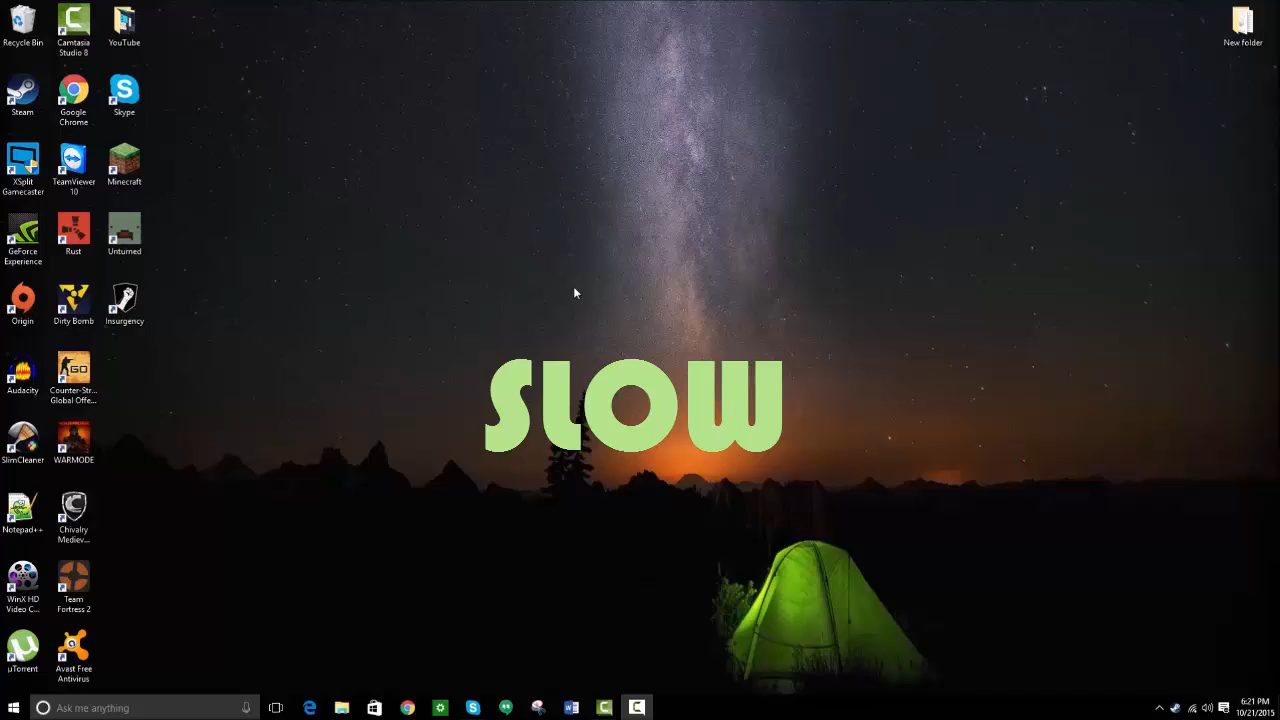 Recycle Bin
Camtasia
Studio 8
YouTube
New folder
Steam
Google
Chrome
Skype
XSplit
Gamecaster
TeamViewer
10
Minecraft
GeForce
Experience
Rust
Unturned
Origin
Dirty Bomb
Insurgency
SLOW
Audacity
GO
Counter-Str...
Global Offe...
SlimCleaner
WARMODE
Notepad++
Chivalry
Mediev...
WinX HD
Video C...
Team
Fortress 2
µTorrent
Avast Free
Antivirus
Ask me anything
6:21 PM
10/21/2015